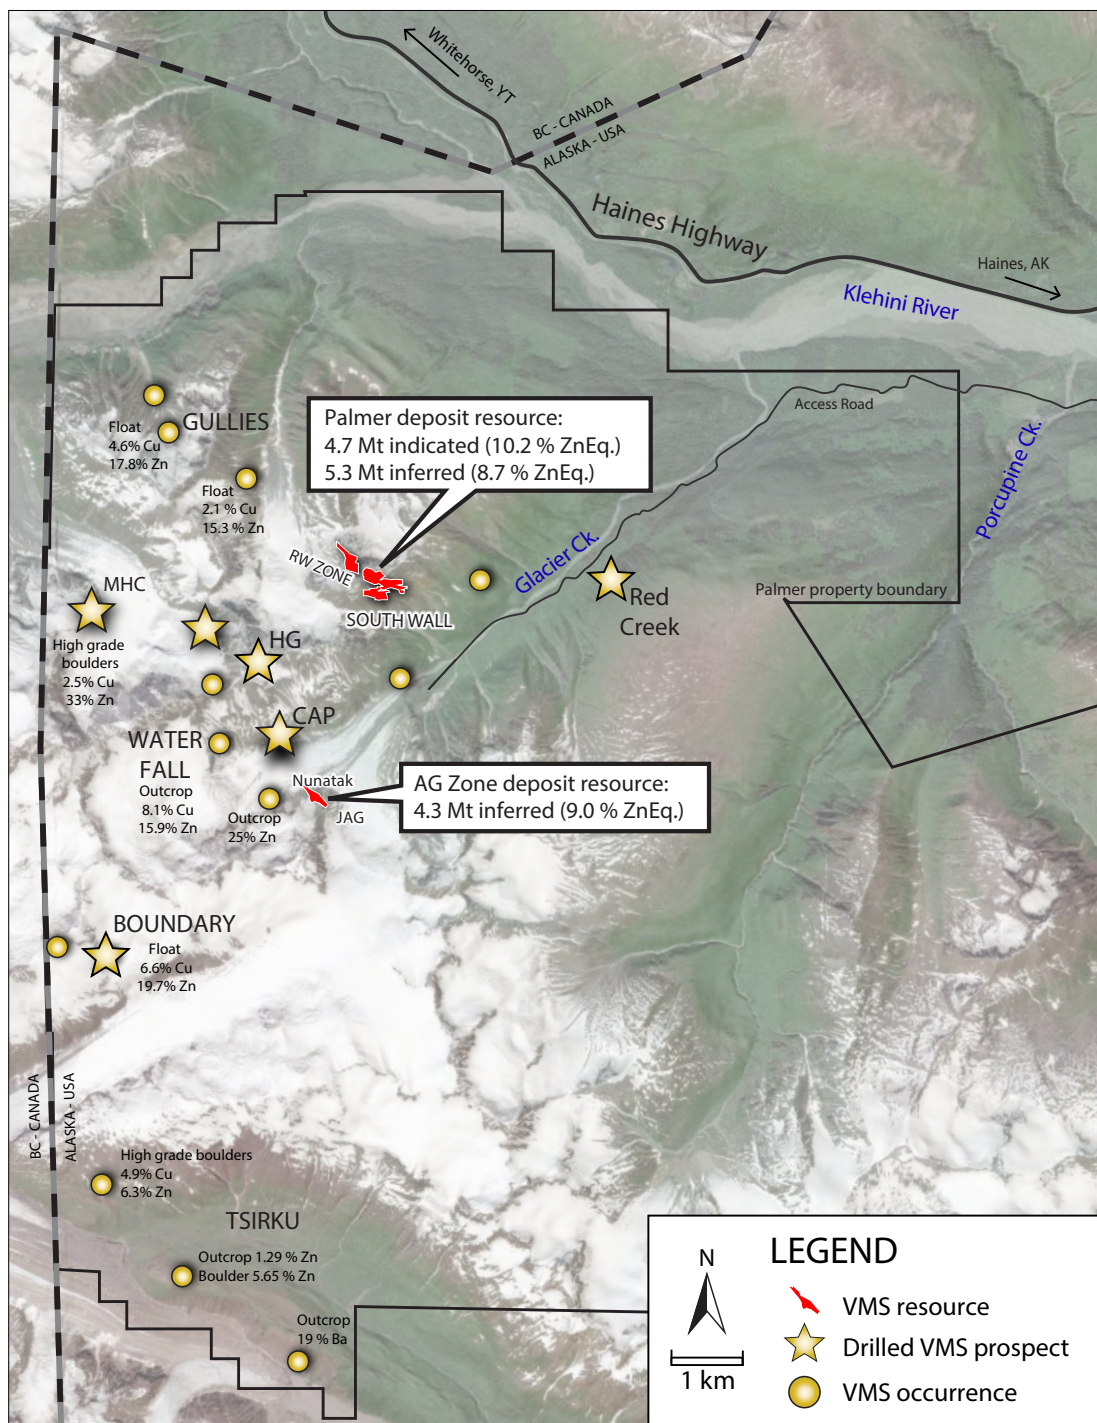 Whitehorse, YT
BC - CANADA
ALASKA - USA
Haines Highway
Haines, AK
Klehini River
Access Road
Porcupine Ck.
Palmer deposit resource:
4.7 Mt indicated (10.2 % ZnEq.)
5.3 Mt inferred (8.7 % ZnEq.)
GULLIES
Float
4.6% Cu
17.8% Zn
Float
2.1 % Cu
15.3 % Zn
RW ZONE
SOUTH WALL
Glacier Ck.
Red
Creek
Palmer property boundary
MHC
High grade
boulders
2.5% Cu
33% Zn
HG
CAP
WATER
FALL
Outcrop
8.1% Cu
15.9% Zn
Nunatak
JAG
Outcrop
25% Zn
AG Zone deposit resource:
4.3 Mt inferred (9.0 % ZnEq.)
BOUNDARY
Float
6.6% Cu
19.7% Zn
BC - CANADA
ALASKA - USA
High grade boulders
4.9% Cu
6.3% Zn
TSIRKU
Outcrop 1.29 % Zn
Boulder 5.65 % Zn
Outcrop
19 % Ba
LEGEND
N
1 km
VMS resource
Drilled VMS prospect
VMS occurrence